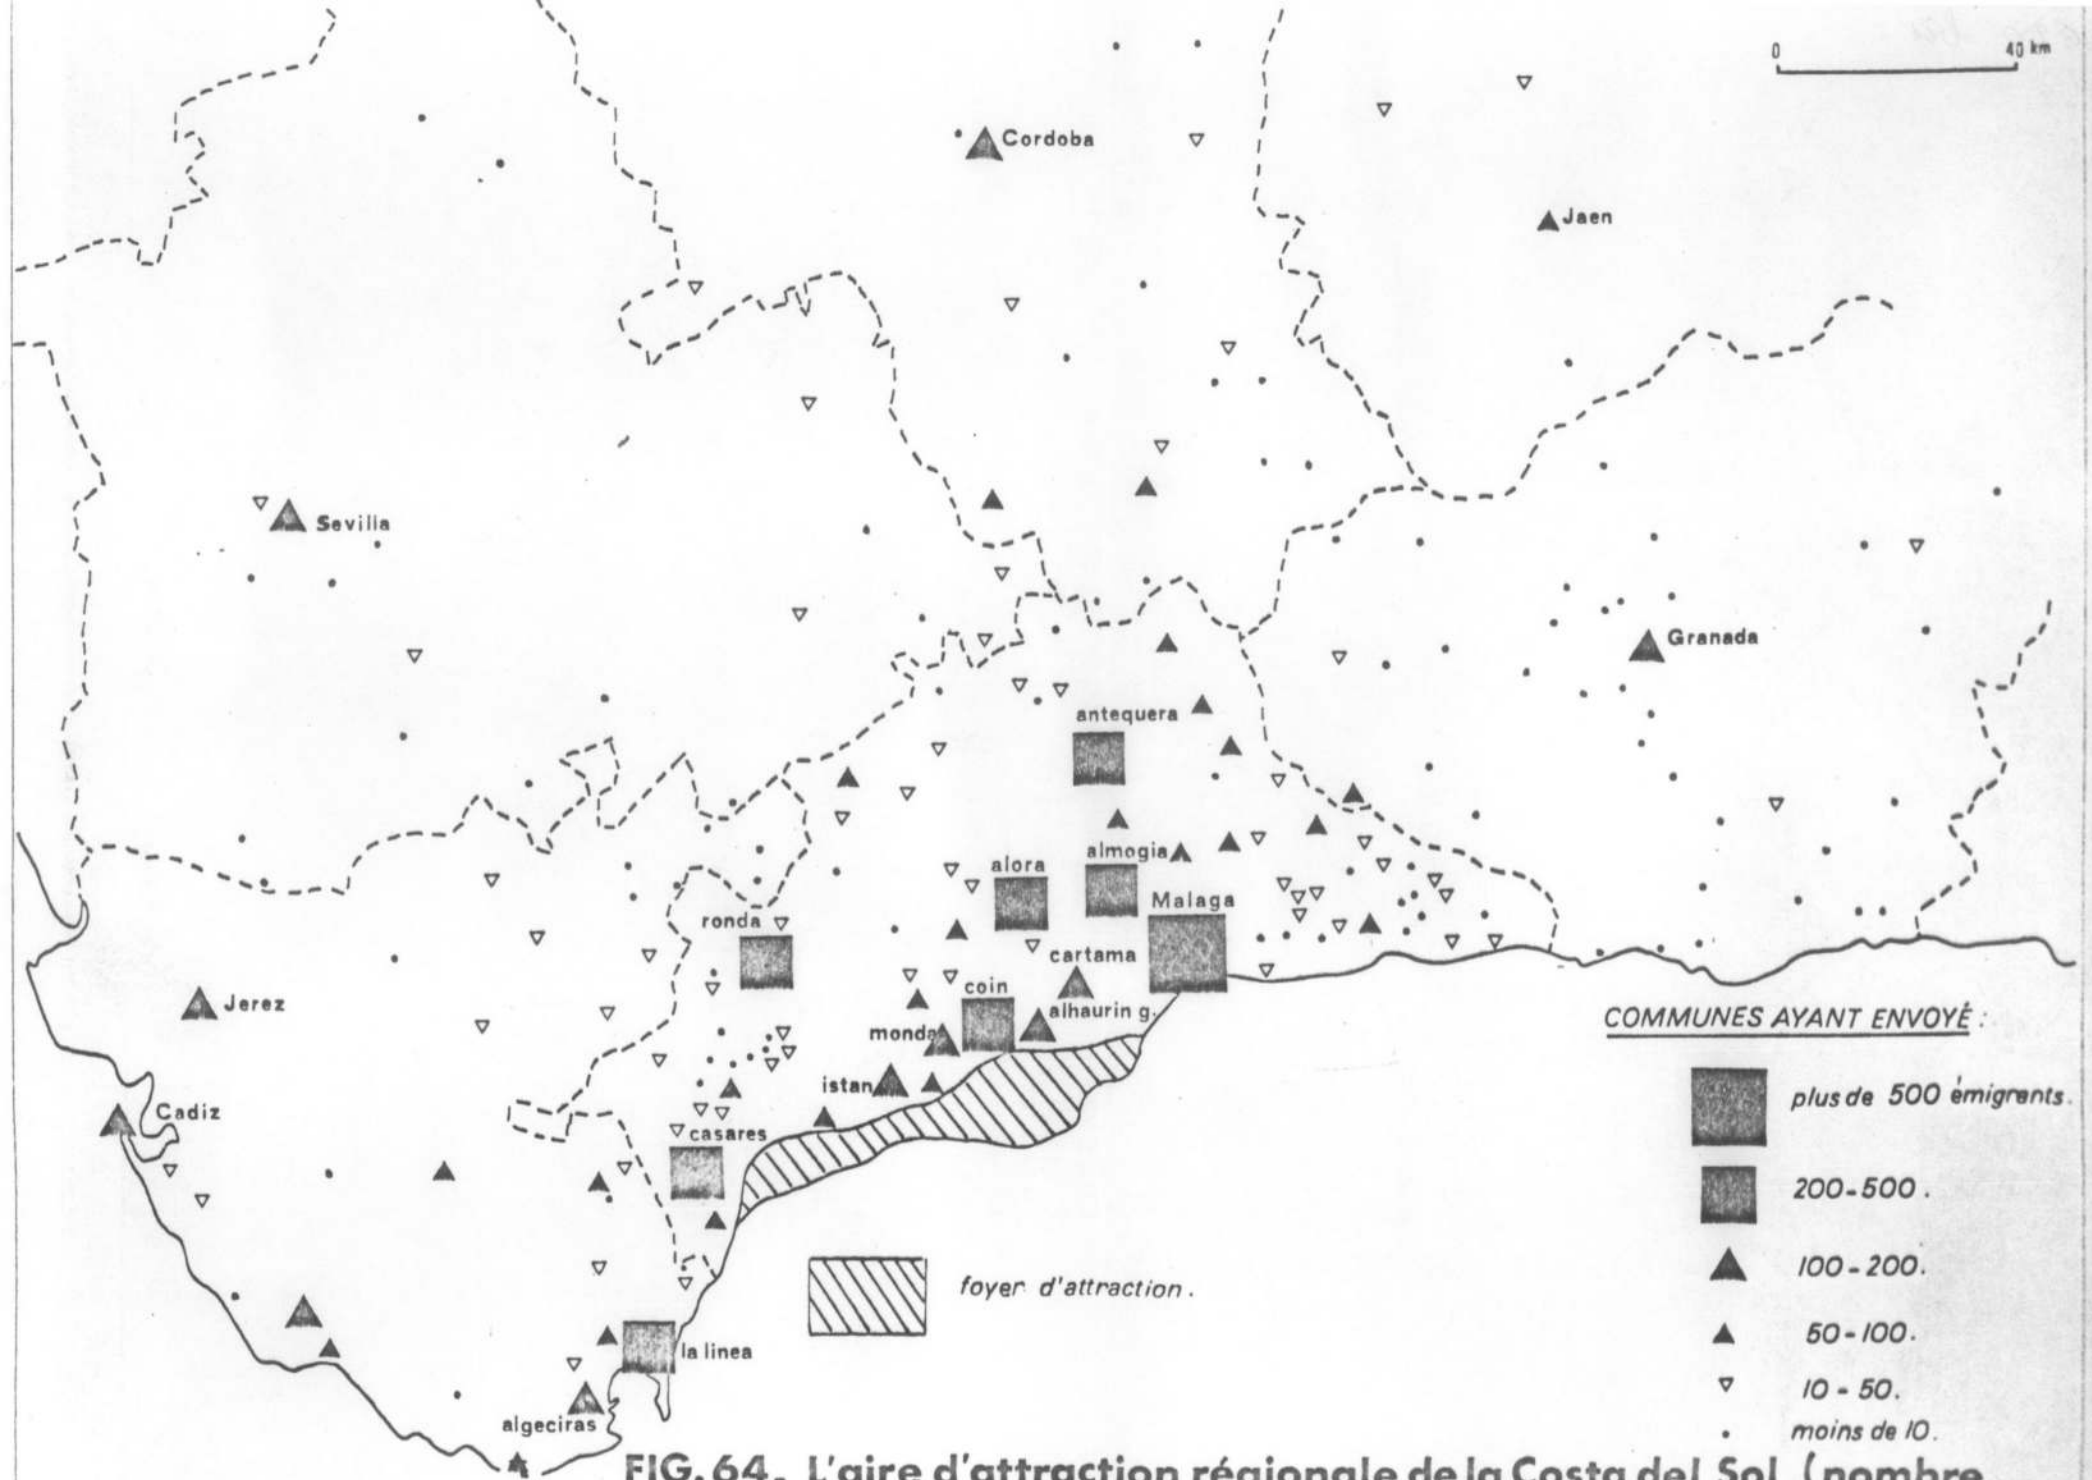 0 40 km
Cordoba
Jaen
Sevilla
Granada
antequera
almogia
alora
Malaga
ronda
cartama
coin
Jerez
alhaurin g.
monda
istan
Cadiz
casares
la linea
algeciras
foyer d'attraction.
COMMUNES AYANT ENVOYÉ :
plus de 500 émigrants.
200-500.
100-200.
50-100.
10-50.
moins de 10.
FIG.64. L'aire d'attraction régionale de la Costa del Sol (nombre